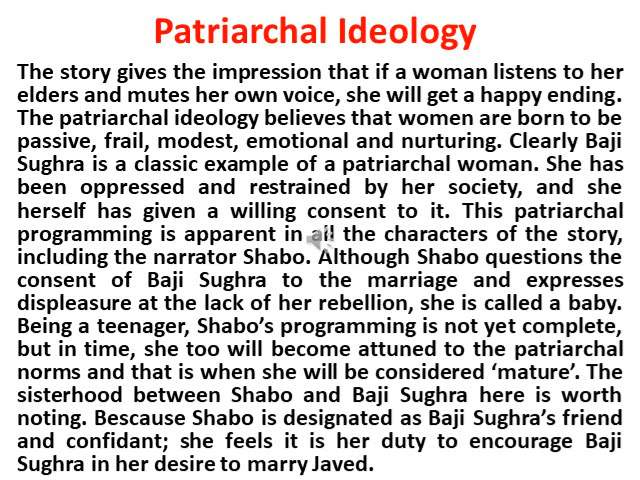 Patriarchal Ideology
The story gives the impression that if a woman listens to her
elders and mutes her own voice, she will get a happy ending.
The patriarchal ideology believes that women are born to be
passive, frail, modest, emotional and nurturing. Clearly Baji
Sughra is a classic example of a patriarchal woman. She has
been oppressed and restrained by her society, and she
herself has given a willing consent to it. This patriarchal
programming is apparent in all the characters of the story,
including the narrator Shabo. Although Shabo questions the
consent of Baji Sughra to the marriage and expresses
displeasure at the lack of her rebellion, she is called a baby.
Being a teenager, Shabo’s programming is not yet complete,
but in time, she too will become attuned to the patriarchal
norms and that is when she will be considered ‘mature’. The
sisterhood between Shabo and Baji Sughra here is worth
noting. Bescause Shabo is designated as Baji Sughra’s friend
and confidant; she feels it is her duty to encourage Baji
Sughra in her desire to marry Javed.